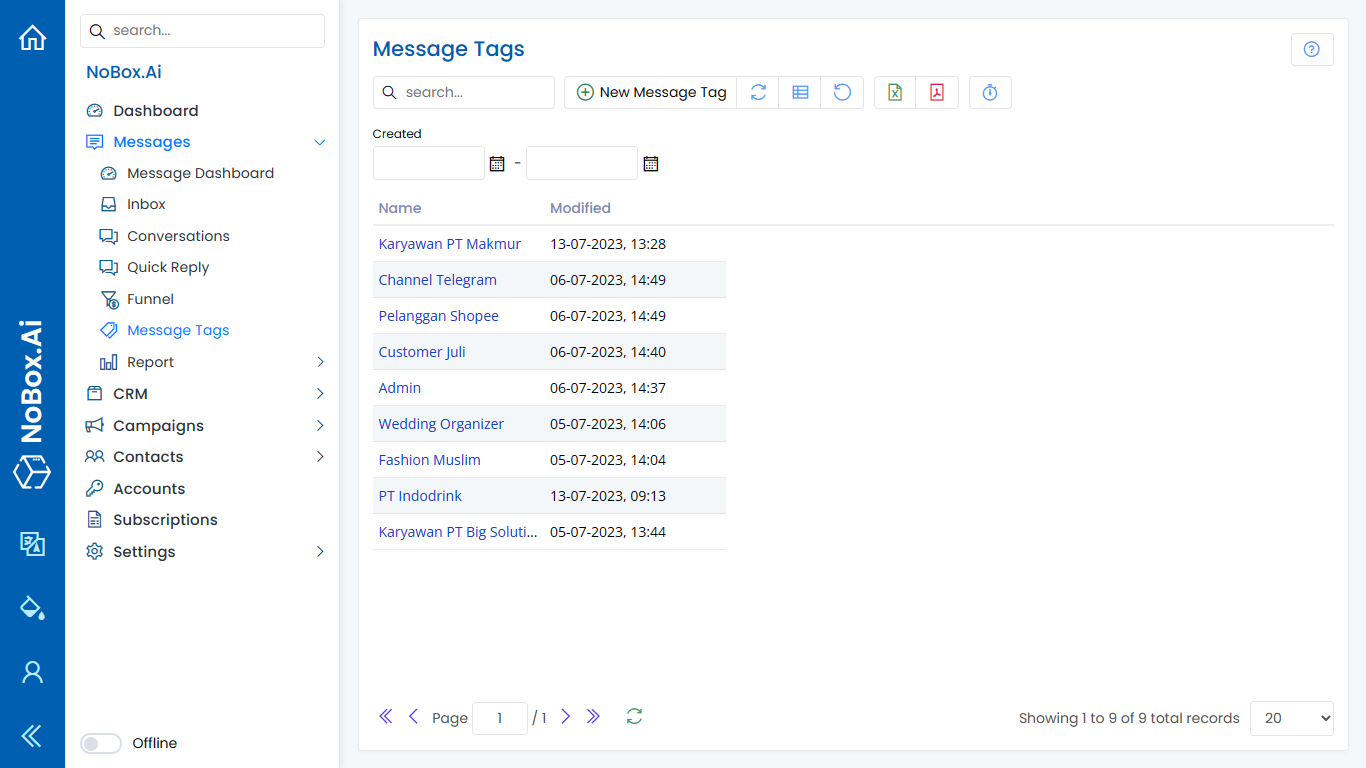 search...
NoBox.Ai
Dashboard
Messages
Message Dashboard
Inbox
Conversations
Quick Reply
Funnel
Message Tags
Report
CRM
Campaigns
Contacts
Accounts
Subscriptions
Settings
Offline
NoBox.Ai
Message Tags
search...
New Message Tag
Created
-
Name Modified
Karyawan PT Makmur 13-07-2023, 13:28
Channel Telegram 06-07-2023, 14:49
Pelanggan Shopee 06-07-2023, 14:49
Customer Juli 06-07-2023, 14:40
Admin 06-07-2023, 14:37
Wedding Organizer 05-07-2023, 14:06
Fashion Muslim 05-07-2023, 14:04
PT Indodrink 13-07-2023, 09:13
Karyawan PT Big Soluti... 05-07-2023, 13:44
Page 1 / 1
Showing 1 to 9 of 9 total records 20